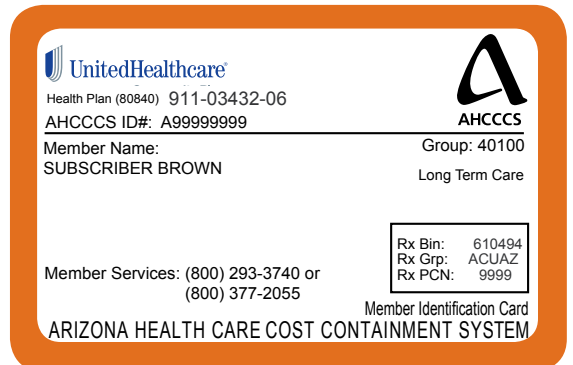 UnitedHealthcare®
Health Plan (80840) 911-03432-06
AHCCCS ID#: A99999999
AHCCCS
Member Name:
SUBSCRIBER BROWN
Group: 40100
Long Term Care
Rx Bin: 610494
Rx Grp: ACUAZ
Rx PCN: 9999
Member Services: (800) 293-3740 or
(800) 377-2055
Member Identification Card
ARIZONA HEALTH CARE COST CONTAINMENT SYSTEM